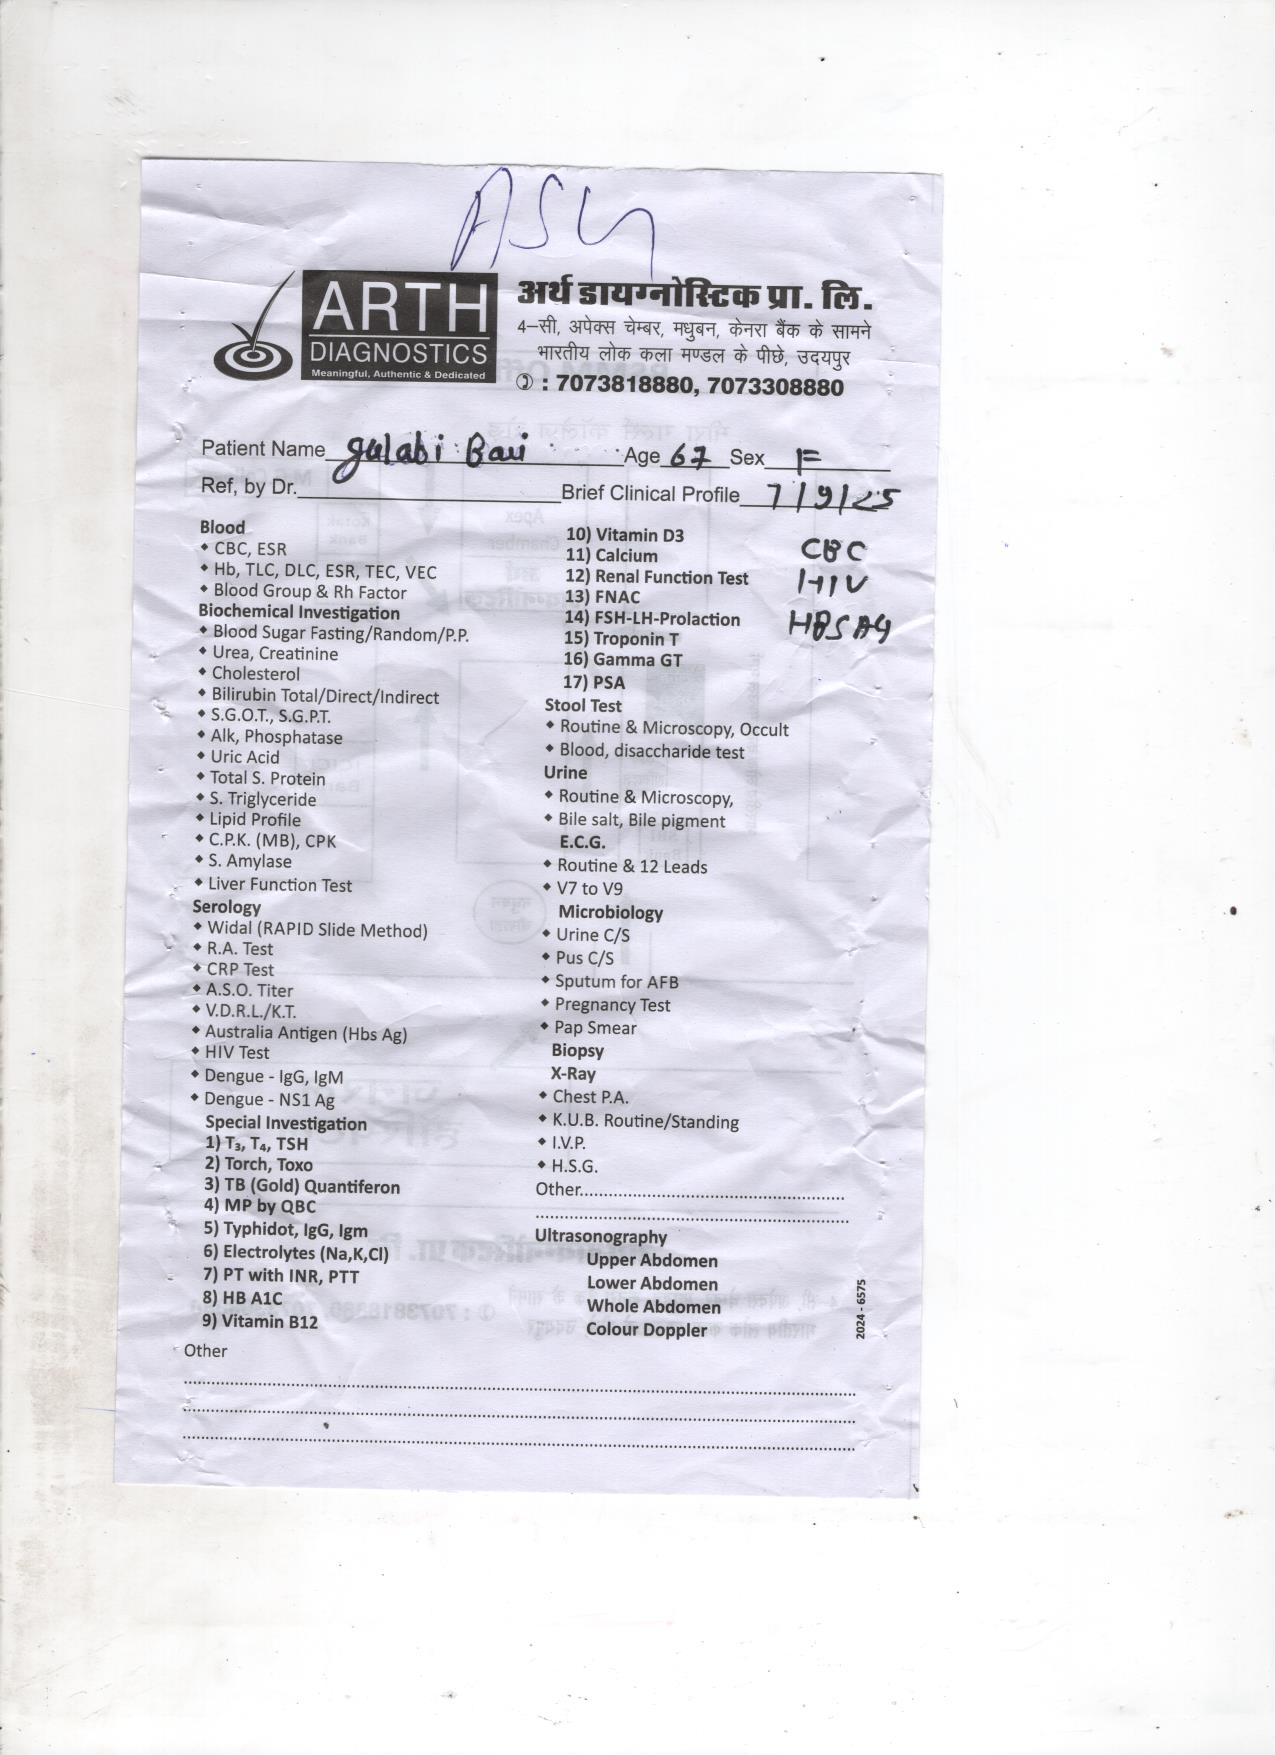 ASG
ARTH
DIAGNOSTICS
Meaningful, Authentic & Dedicated
अर्थ डायग्नोस्टिक प्रा. लि.
4-सी, अपेक्स चेम्बर, मधुबन, केनरा बैंक के सामने
भारतीय लोक कला मण्डल के पीछे, उदयपुर
✆ : 7073818880, 7073308880
Patient Name gulabi Bai Age 67 Sex F
Ref, by Dr. Brief Clinical Profile 7/9/25
CBC
HIV
HBSAg
Blood
◆ CBC, ESR
◆ Hb, TLC, DLC, ESR, TEC, VEC
◆ Blood Group & Rh Factor
Biochemical Investigation
◆ Blood Sugar Fasting/Random/P.P.
◆ Urea, Creatinine
◆ Cholesterol
◆ Bilirubin Total/Direct/Indirect
◆ S.G.O.T., S.G.P.T.
◆ Alk, Phosphatase
◆ Uric Acid
◆ Total S. Protein
◆ S. Triglyceride
◆ Lipid Profile
◆ C.P.K. (MB), CPK
◆ S. Amylase
◆ Liver Function Test
Serology
◆ Widal (RAPID Slide Method)
◆ R.A. Test
◆ CRP Test
◆ A.S.O. Titer
◆ V.D.R.L./K.T.
◆ Australia Antigen (Hbs Ag)
◆ HIV Test
◆ Dengue - IgG, IgM
◆ Dengue - NS1 Ag
Special Investigation
1) T₃, T₄, TSH
2) Torch, Toxo
3) TB (Gold) Quantiferon
4) MP by QBC
5) Typhidot, IgG, Igm
6) Electrolytes (Na,K,Cl)
7) PT with INR, PTT
8) HB A1C
9) Vitamin B12
10) Vitamin D3
11) Calcium
12) Renal Function Test
13) FNAC
14) FSH-LH-Prolaction
15) Troponin T
16) Gamma GT
17) PSA
Stool Test
◆ Routine & Microscopy, Occult
◆ Blood, disaccharide test
Urine
◆ Routine & Microscopy,
◆ Bile salt, Bile pigment
E.C.G.
◆ Routine & 12 Leads
◆ V7 to V9
Microbiology
◆ Urine C/S
◆ Pus C/S
◆ Sputum for AFB
◆ Pregnancy Test
◆ Pap Smear
Biopsy
X-Ray
◆ Chest P.A.
◆ K.U.B. Routine/Standing
◆ I.V.P.
◆ H.S.G.
Other
Ultrasonography
Upper Abdomen
Lower Abdomen
Whole Abdomen
Colour Doppler
2024 - 6575
Other